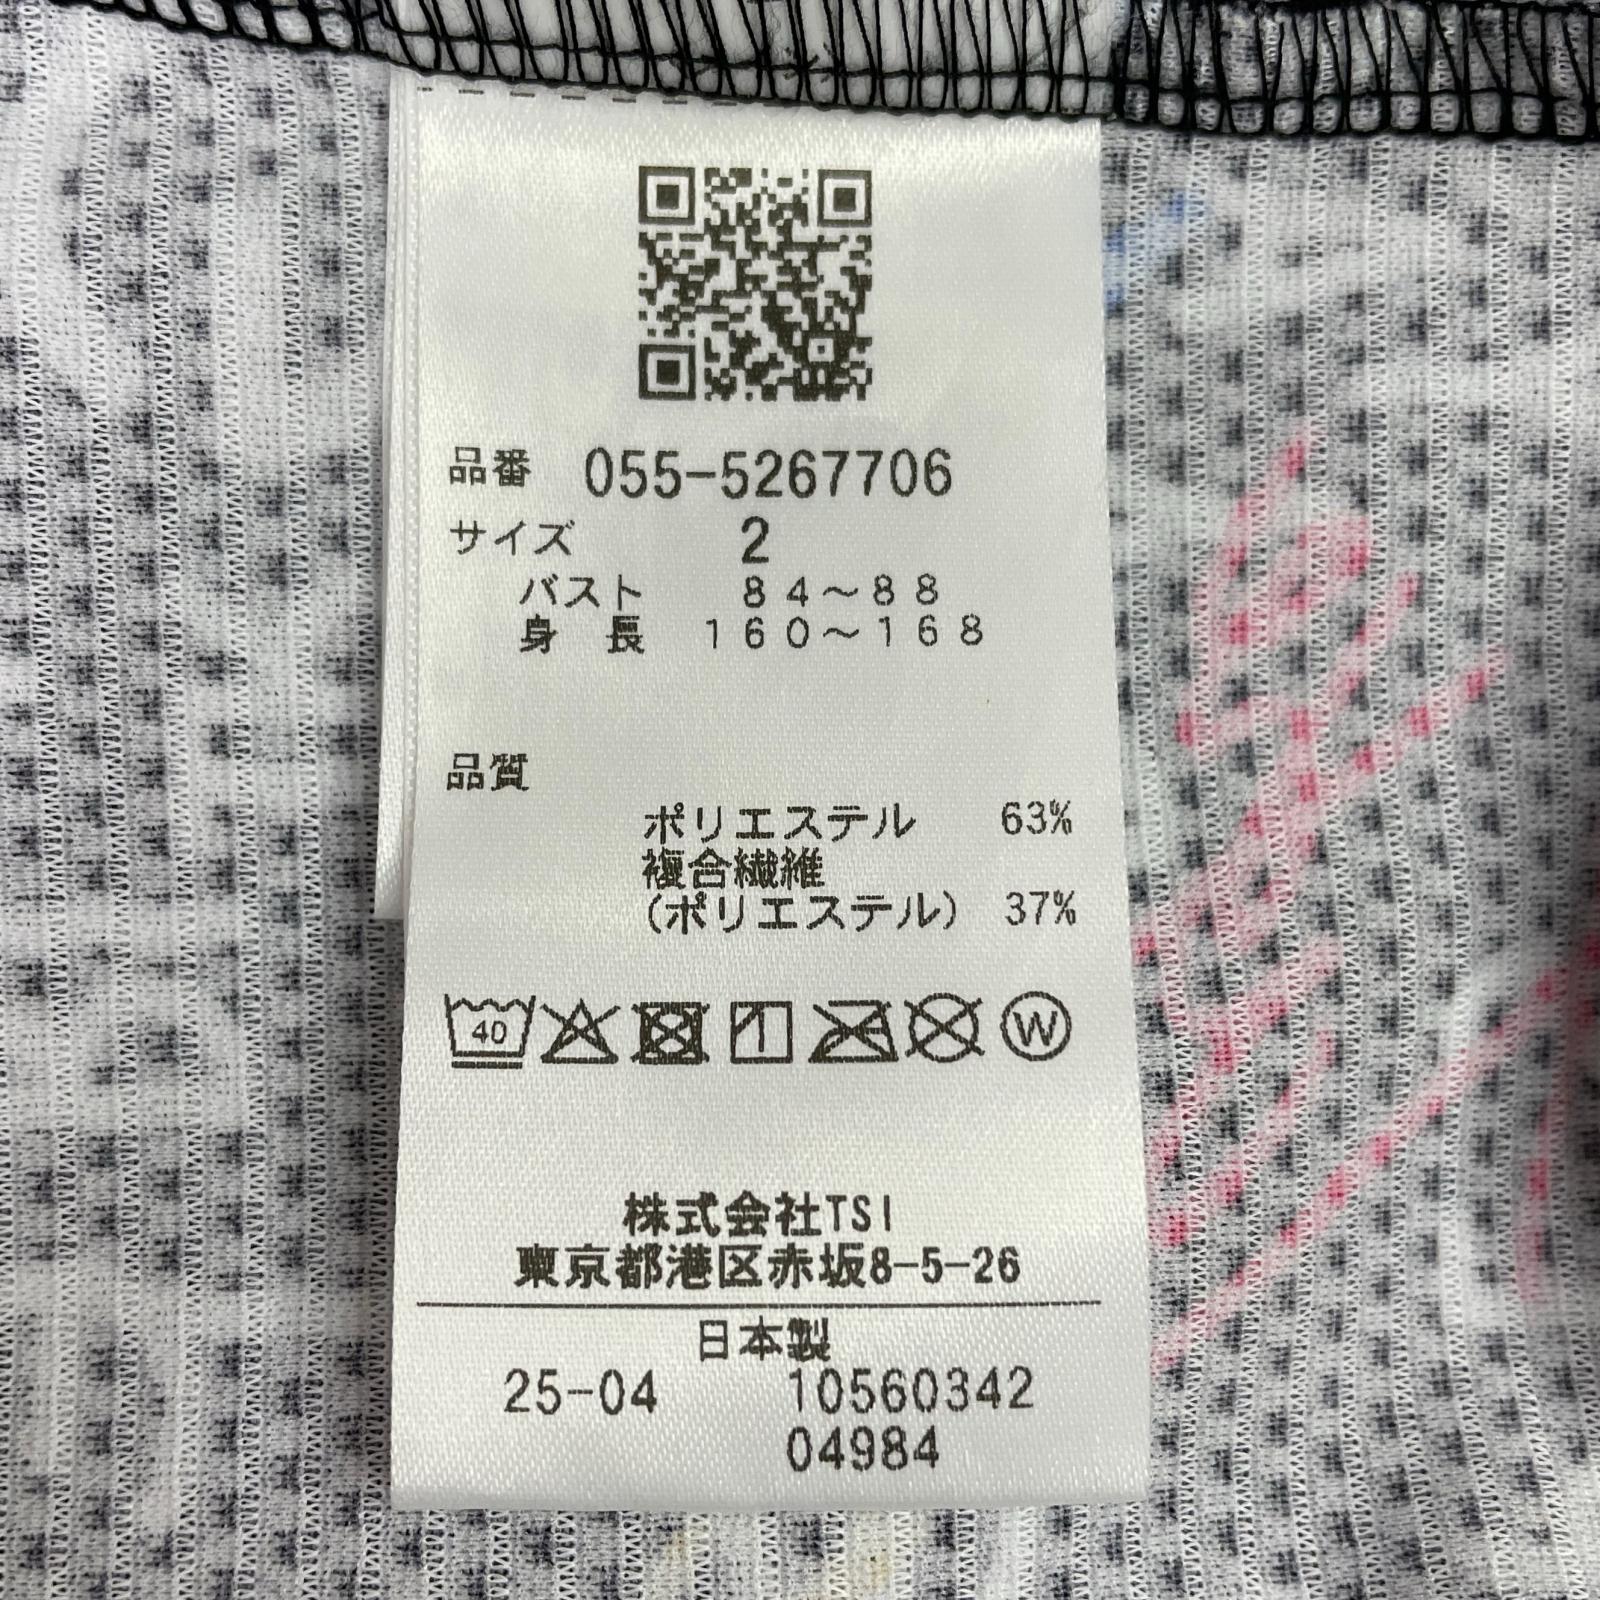 品番 055-5267706
サイズ 2
バスト 84～88
身長 160～168
品質
ポリエステル 63%
複合繊維
(ポリエステル) 37%
40 W
株式会社TSI
東京都港区赤坂8-5-26
日本製
25-04 10560342
04984